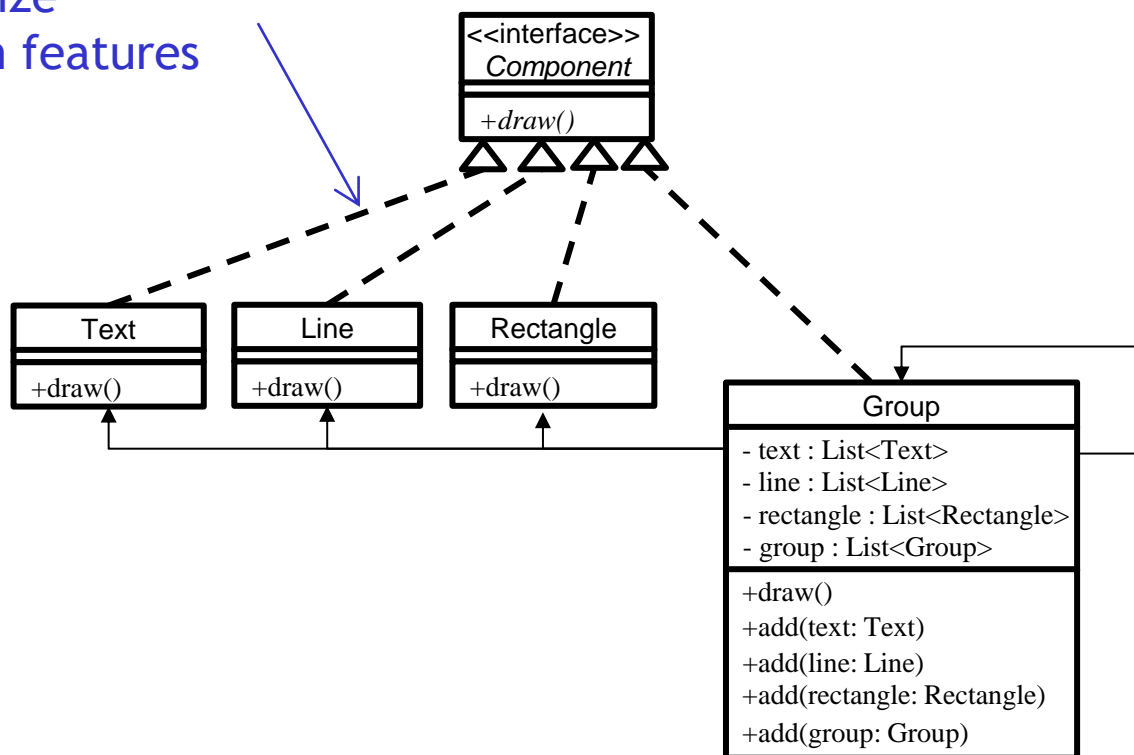 features
<<interface>>
Component
+draw()
Text
+draw()
Line
+draw()
Rectangle
+draw()
Group
- text : List<Text>
- line : List<Line>
- rectangle : List<Rectangle>
- group : List<Group>
+draw()
+add(text: Text)
+add(line: Line)
+add(rectangle: Rectangle)
+add(group: Group)